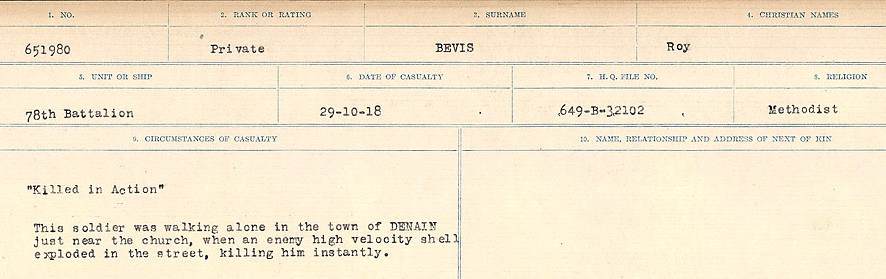 1. NO. 2. RANK OR RATING 3. SURNAME 4. CHRISTIAN NAMES
651980 Private BEVIS Roy
5. UNIT OR SHIP 6. DATE OF CASUALTY 7. H. Q. FILE NO. 8. RELIGION
78th Battalion 29-10-18 649-B-32102 Methodist
9. CIRCUMSTANCES OF CASUALTY 10. NAME, RELATIONSHIP AND ADDRESS OF NEXT OF KIN
"Killed in Action"
This soldier was walking alone in the town of DENAIN
just near the church, when an enemy high velocity shell
exploded in the street, killing him instantly.